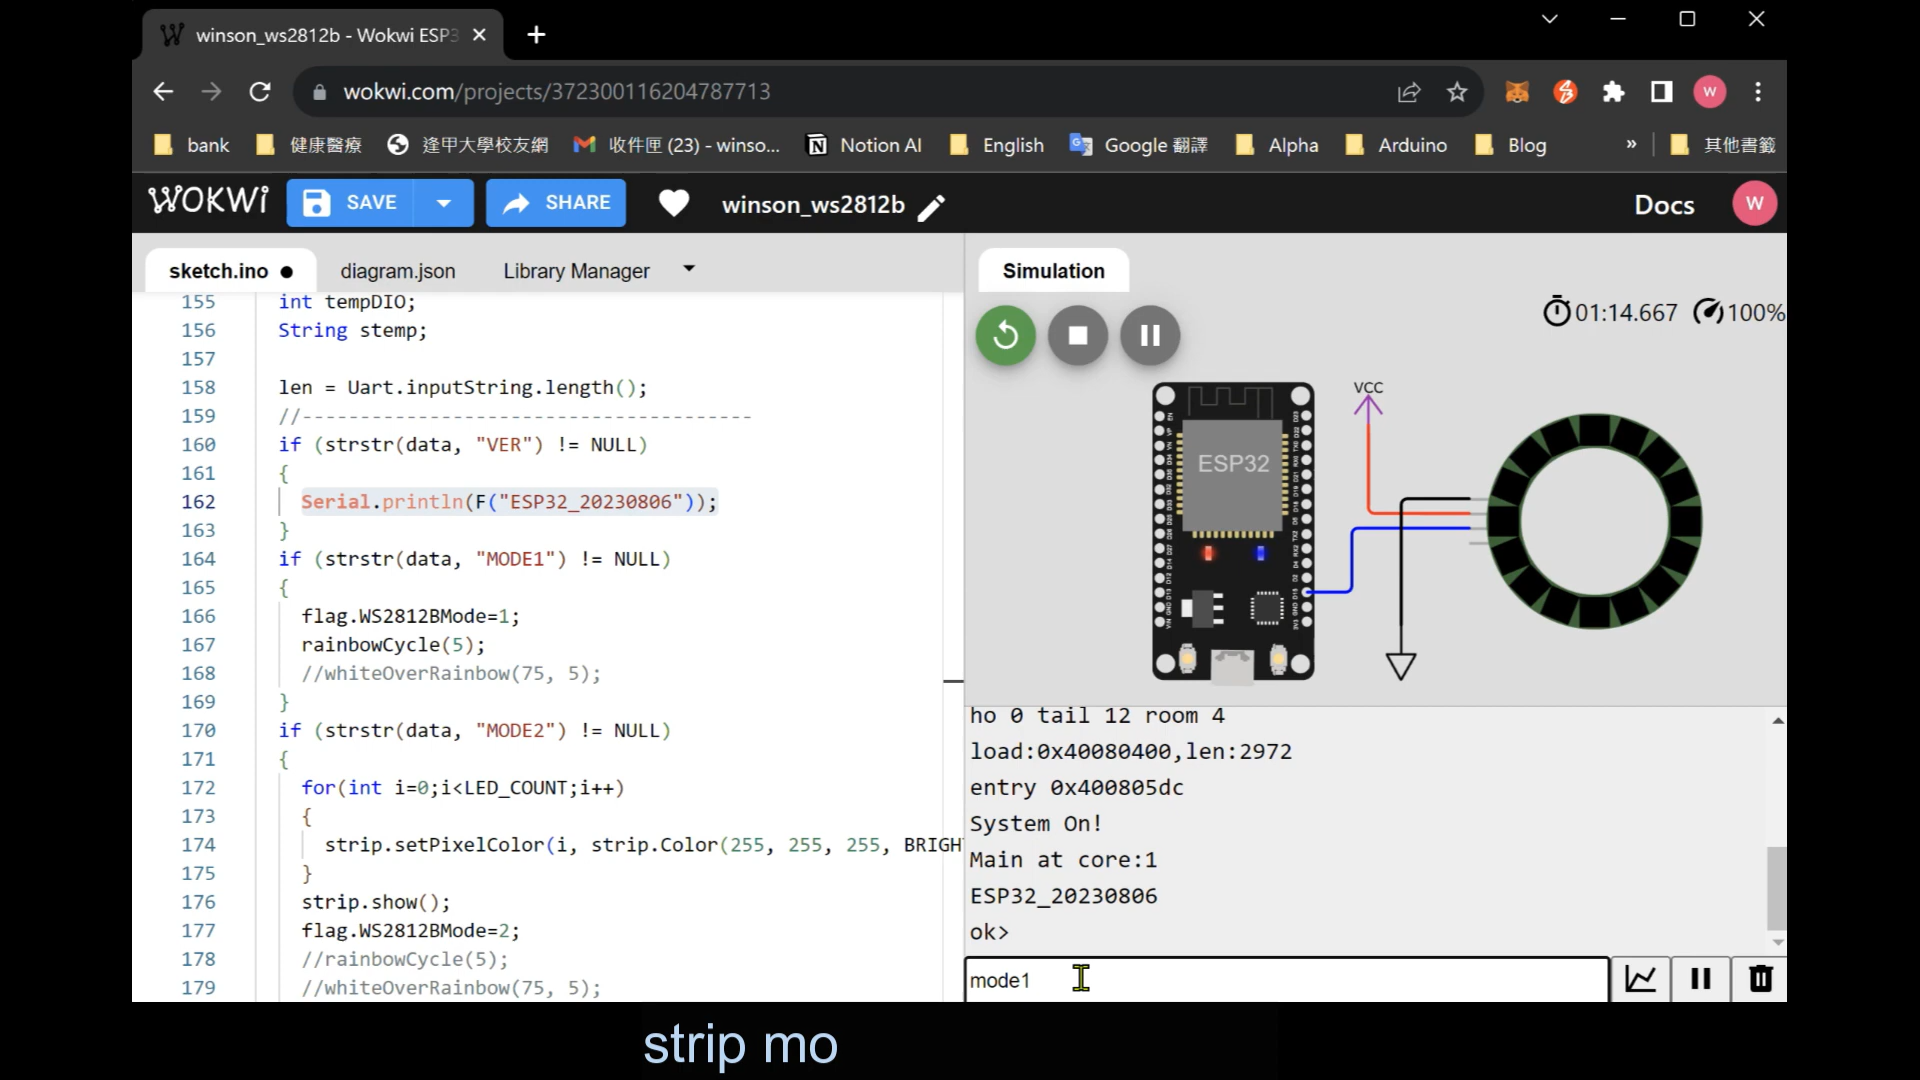 winson_ws2812b - Wokwi ESP3
wokwi.com/projects/372300116204787713
W
bank
健康醫療
逢甲大學校友網
收件匣 (23) - winso...
Notion AI
English
Google 翻譯
Alpha
Arduino
Blog
»
其他書籤
WOKWi
SAVE
SHARE
winson_ws2812b
Docs
W
sketch.ino ●
diagram.json
Library Manager
155 int tempDIO;
156 String stemp;
157
158 len = Uart.inputString.length();
159 //---------------------------------------
160 if (strstr(data, "VER") != NULL)
161 {
162 Serial.println(F("ESP32_20230806"));
163 }
164 if (strstr(data, "MODE1") != NULL)
165 {
166 flag.WS2812BMode=1;
167 rainbowCycle(5);
168 //whiteOverRainbow(75, 5);
169 }
170 if (strstr(data, "MODE2") != NULL)
171 {
172 for(int i=0;i<LED_COUNT;i++)
173 {
174 strip.setPixelColor(i, strip.Color(255, 255, 255, BRIGH
175 }
176 strip.show();
177 flag.WS2812BMode=2;
178 //rainbowCycle(5);
179 //whiteOverRainbow(75, 5);
Simulation
01:14.667
100%
VCC
ESP32
ho 0 tail 12 room 4
load:0x40080400,len:2972
entry 0x400805dc
System On!
Main at core:1
ESP32_20230806
ok>
mode1
strip mo